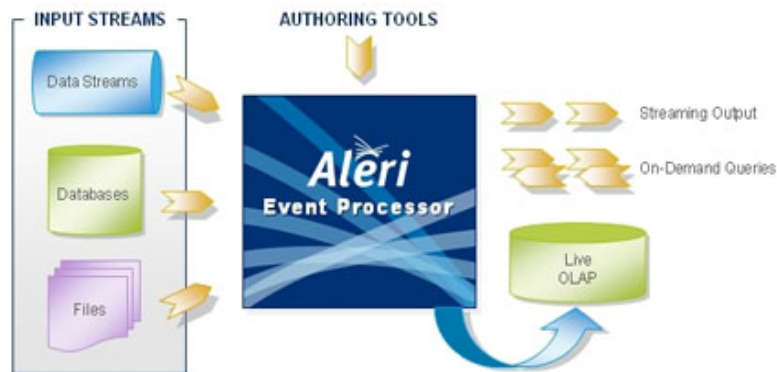 INPUT STREAMS
AUTHORING TOOLS
Data Streams
Databases
Files
Aleri
Event Processor
Streaming Output
On-Demand Queries
Live
OLAP